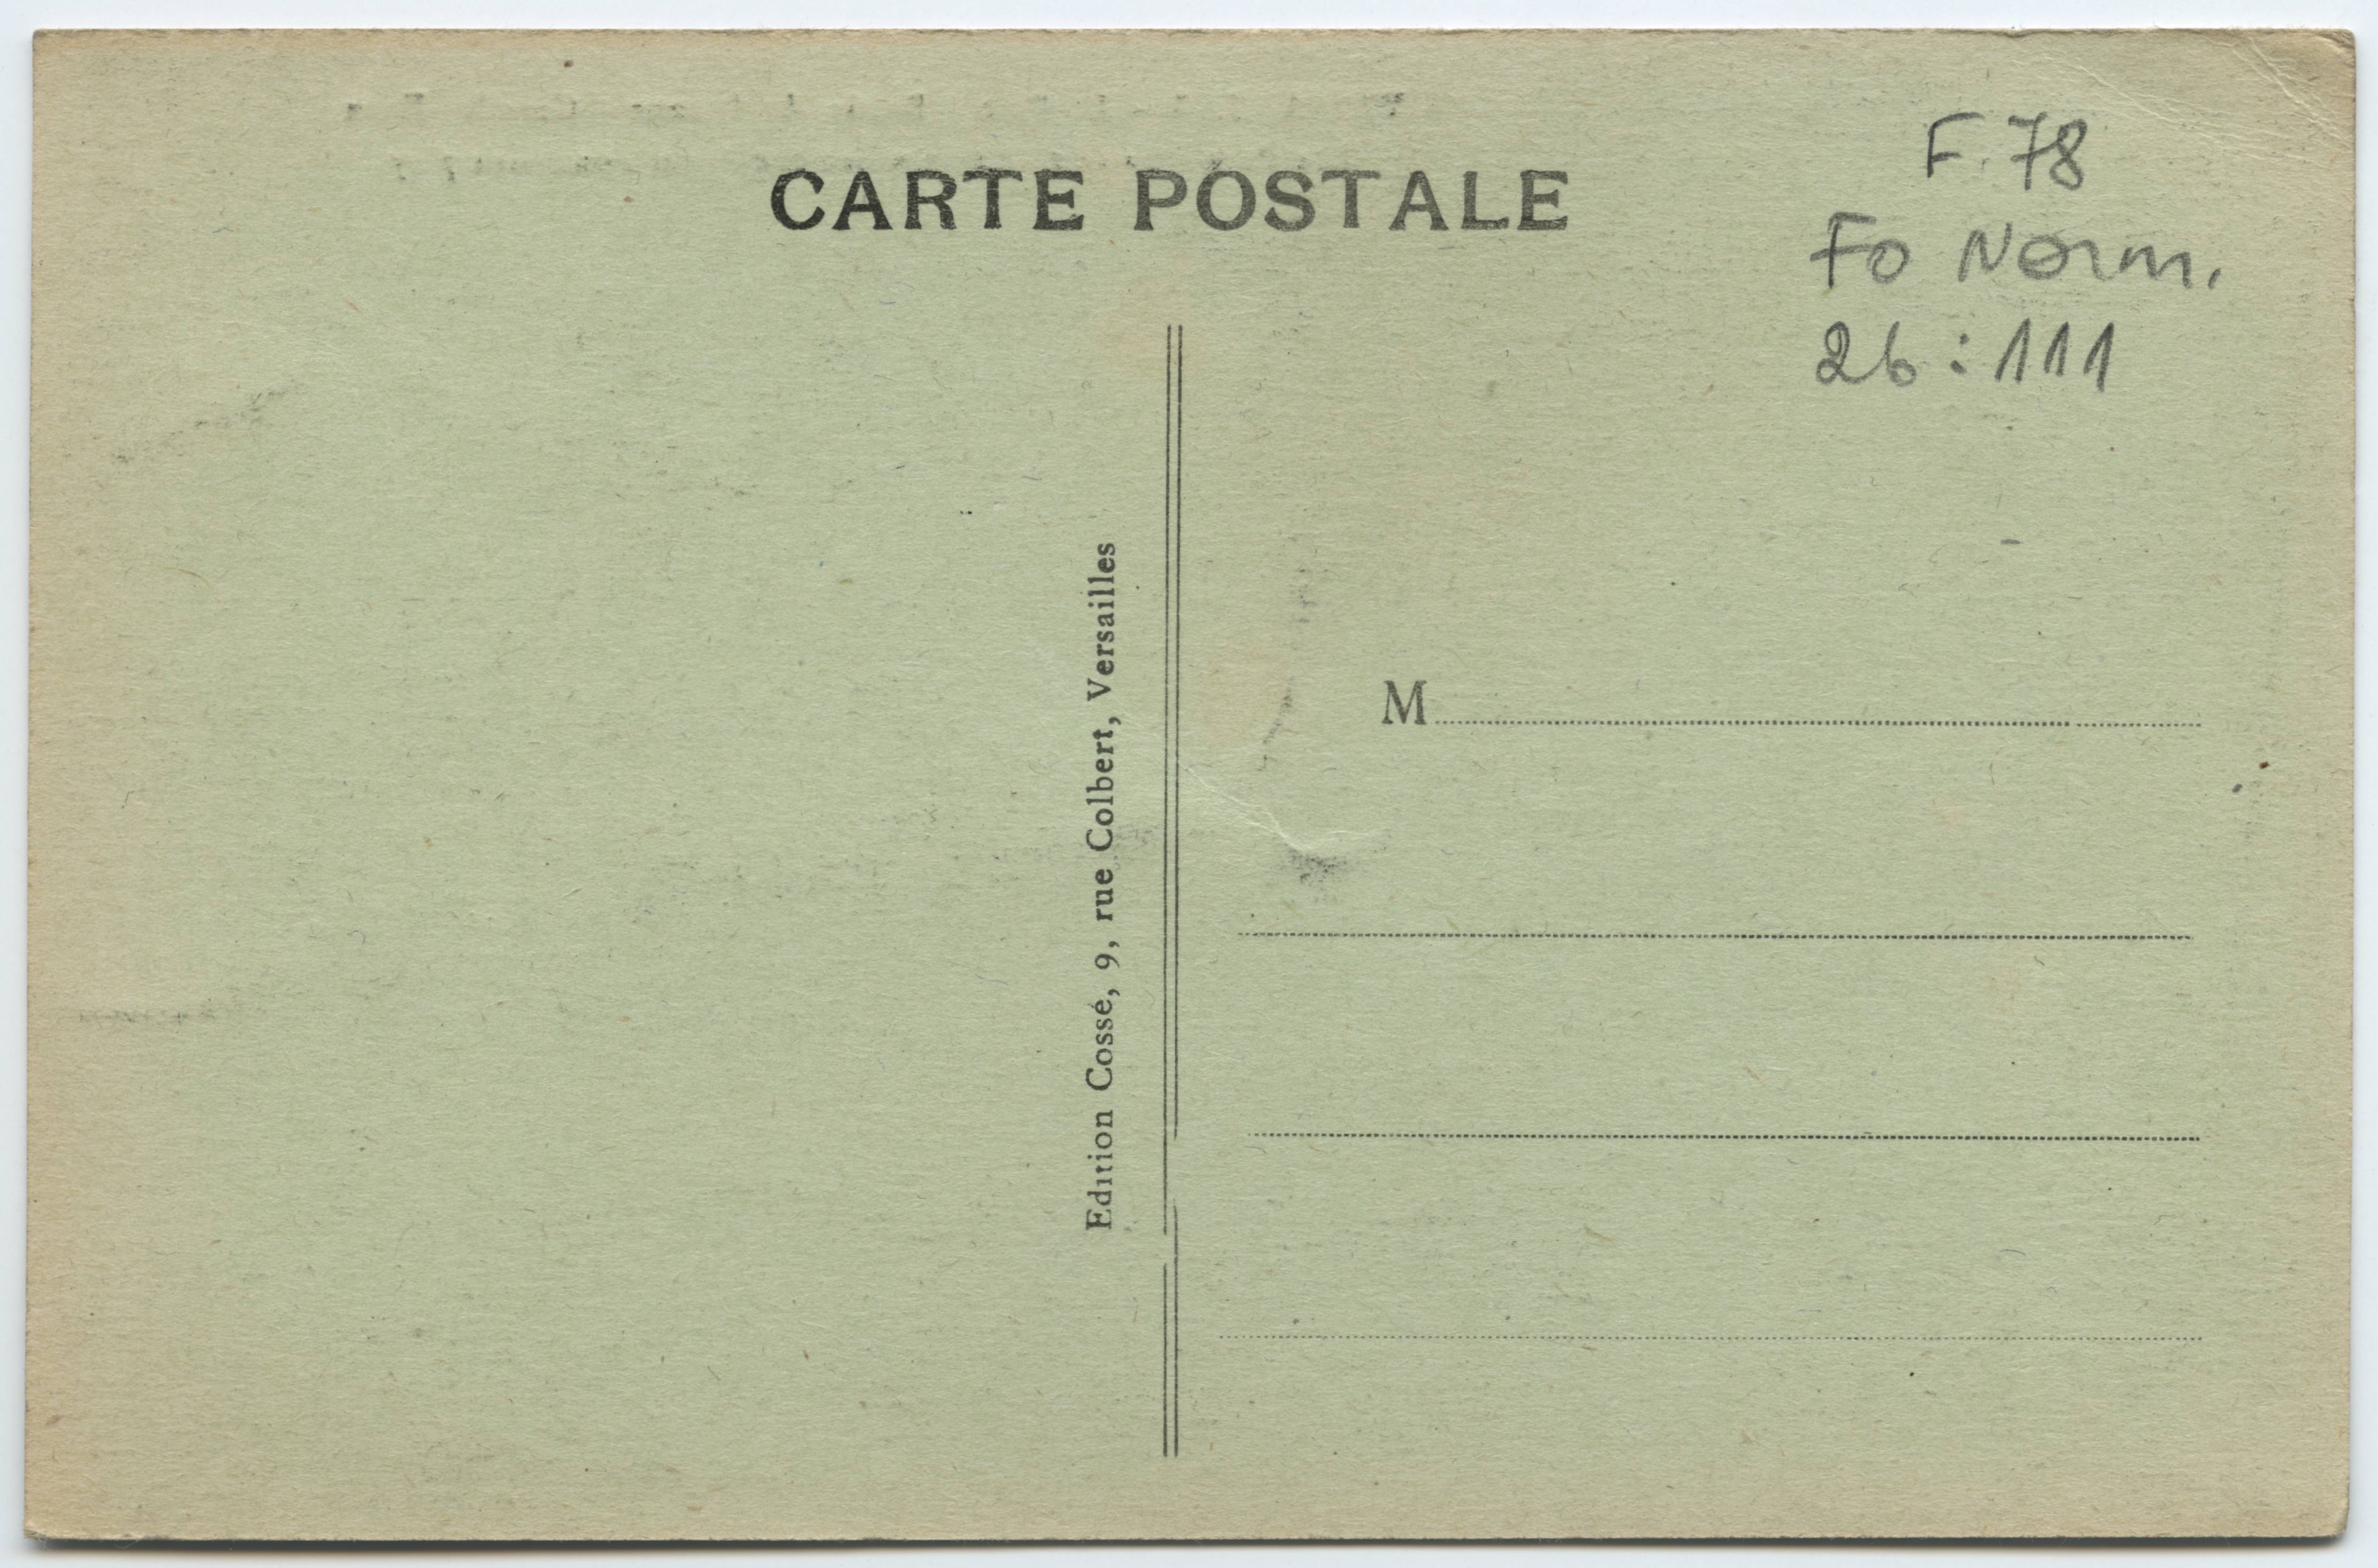 CARTE POSTALE
F. 78
Fo Norm.
26 : 111
Edition Cossé, 9, rue Colbert, Versailles
M